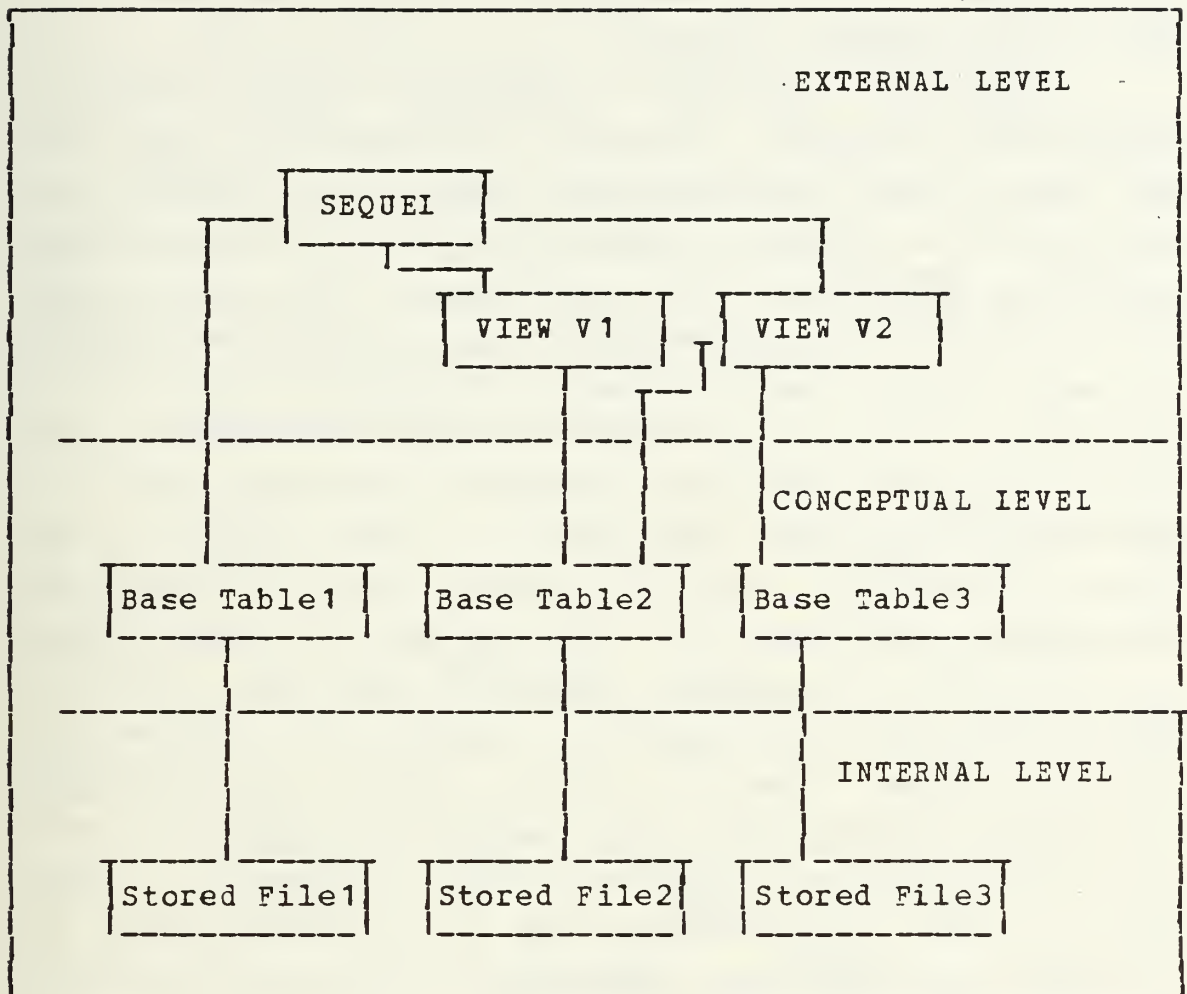 EXTERNAL LEVEL
SEQUEL
VIEW V1 VIEW V2
CONCEPTUAL LEVEL
Base Table1 Base Table2 Base Table3
INTERNAL LEVEL
Stored File1 Stored File2 Stored File3